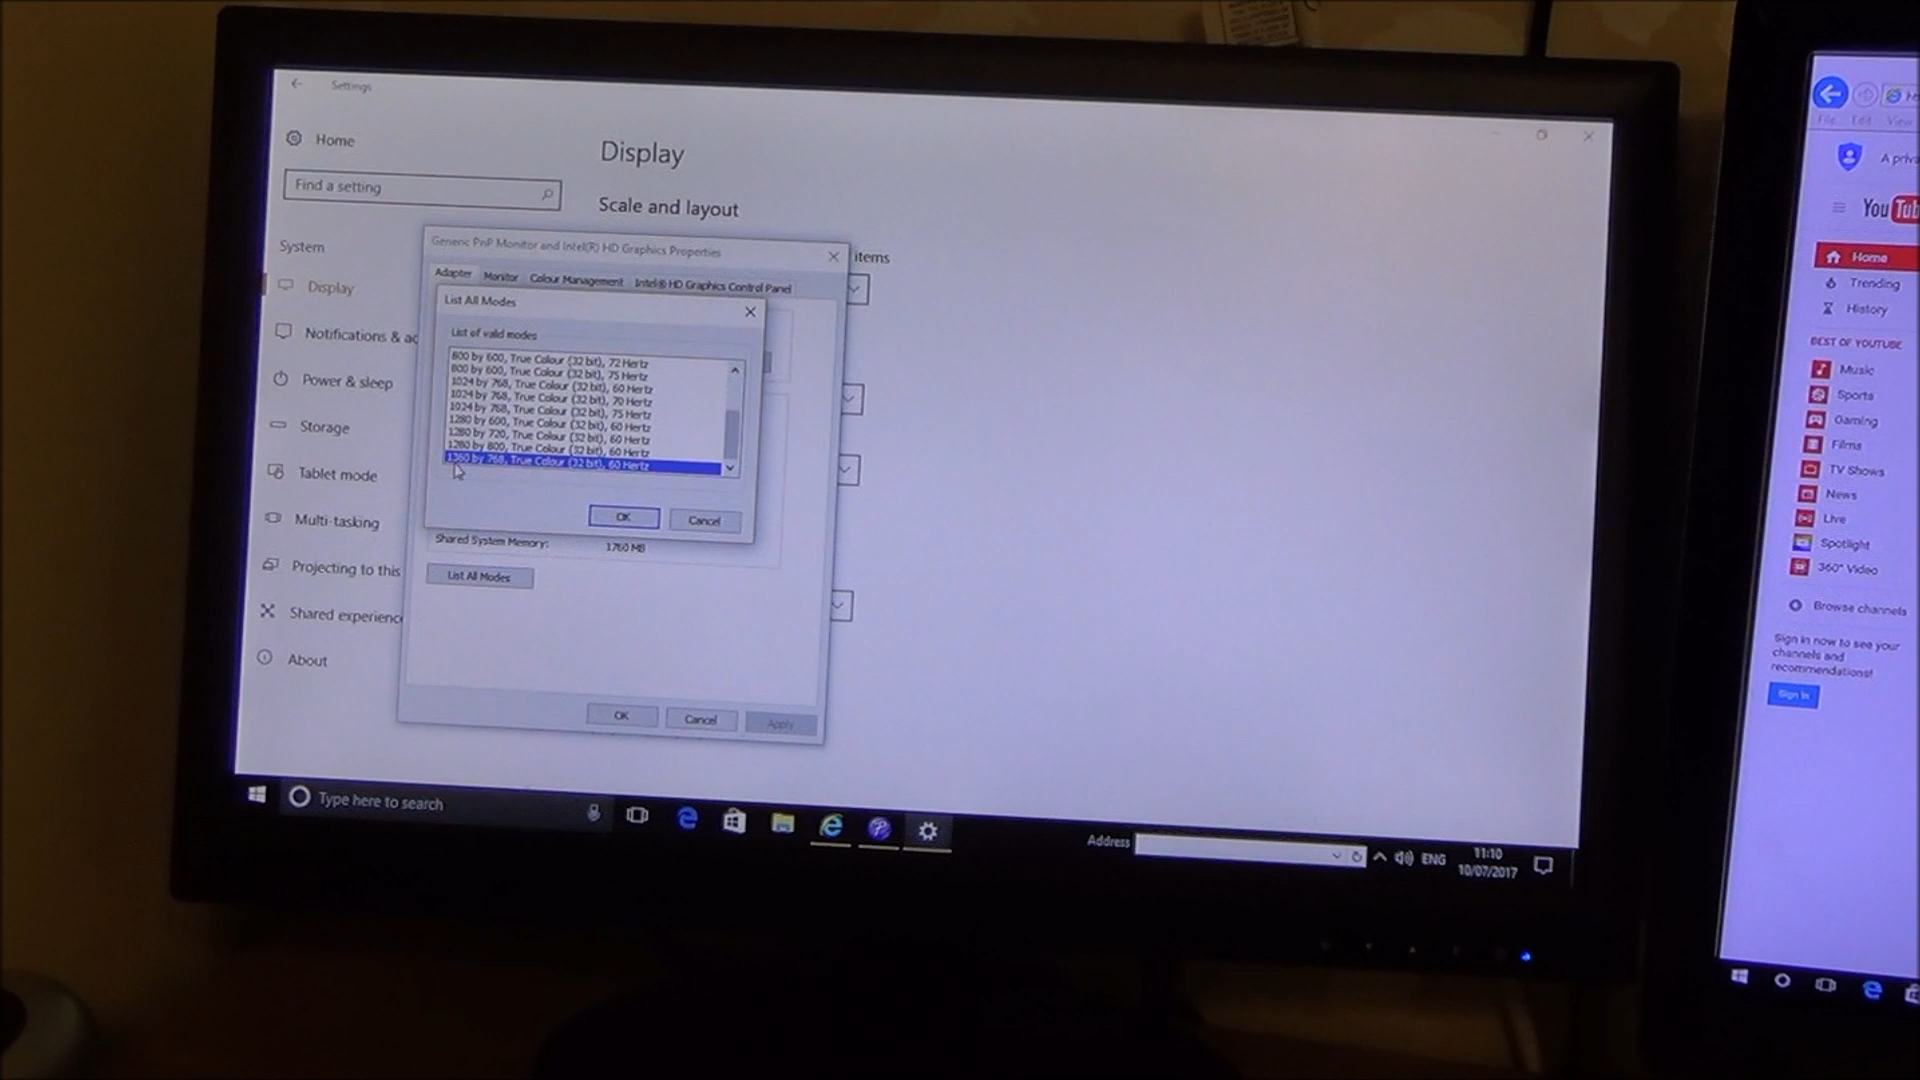 Settings
Home
Find a setting
System
Display
Notifications & ac
Power & sleep
Storage
Tablet mode
Multi-tasking
Projecting to this
Shared experienc
About
Display
Scale and layout
items
Generic PnP Monitor and Intel(R) HD Graphics Properties
Adapter Monitor Colour Management Intel® HD Graphics Control Panel
List All Modes
List of valid modes
800 by 600, True Colour (32 bit), 72 Hertz
800 by 600, True Colour (32 bit), 75 Hertz
1024 by 768, True Colour (32 bit), 60 Hertz
1024 by 768, True Colour (32 bit), 70 Hertz
1024 by 768, True Colour (32 bit), 75 Hertz
1280 by 600, True Colour (32 bit), 60 Hertz
1280 by 720, True Colour (32 bit), 60 Hertz
1280 by 800, True Colour (32 bit), 60 Hertz
1360 by 768, True Colour (32 bit), 60 Hertz
OK Cancel
Shared System Memory: 1760 MB
List All Modes
OK Cancel Apply
Type here to search
Address
ENG
11:10
10/07/2017
File Edit View
A priva
YouTub
Home
Trending
History
BEST OF YOUTUBE
Music
Sports
Gaming
Films
TV Shows
News
Live
Spotlight
360° Video
Browse channels
Sign in now to see your
channels and
recommendations!
Sign in